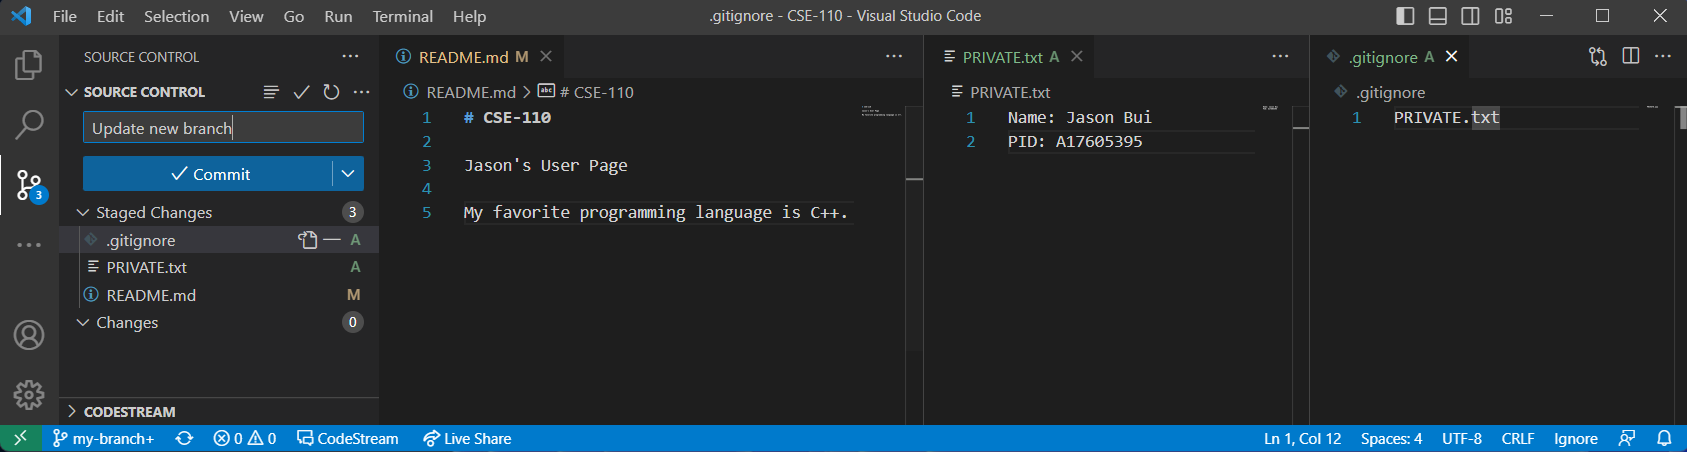 File Edit Selection View Go Run Terminal Help .gitignore - CSE-110 - Visual Studio Code
SOURCE CONTROL
SOURCE CONTROL
Update new branch
Commit
Staged Changes 3
.gitignore A
PRIVATE.txt A
README.md M
Changes 0
CODESTREAM
3
README.md M
README.md > # CSE-110
1 # CSE-110
2
3 Jason's User Page
4
5 My favorite programming language is C++.
PRIVATE.txt A
PRIVATE.txt
1 Name: Jason Bui
2 PID: A17605395
.gitignore A
.gitignore
1 PRIVATE.txt
my-branch+ 0 0 CodeStream Live Share Ln 1, Col 12 Spaces: 4 UTF-8 CRLF Ignore